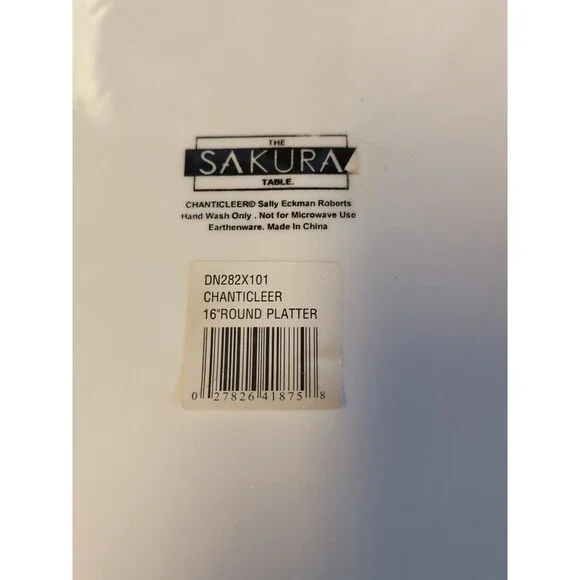 THE
SAKURA
TABLE.
CHANTICLEER© Sally Eckman Roberts
Hand Wash Only . Not for Microwave Use
Earthenware. Made In China
DN282X101
CHANTICLEER
16"ROUND PLATTER
0 27826 41875 8